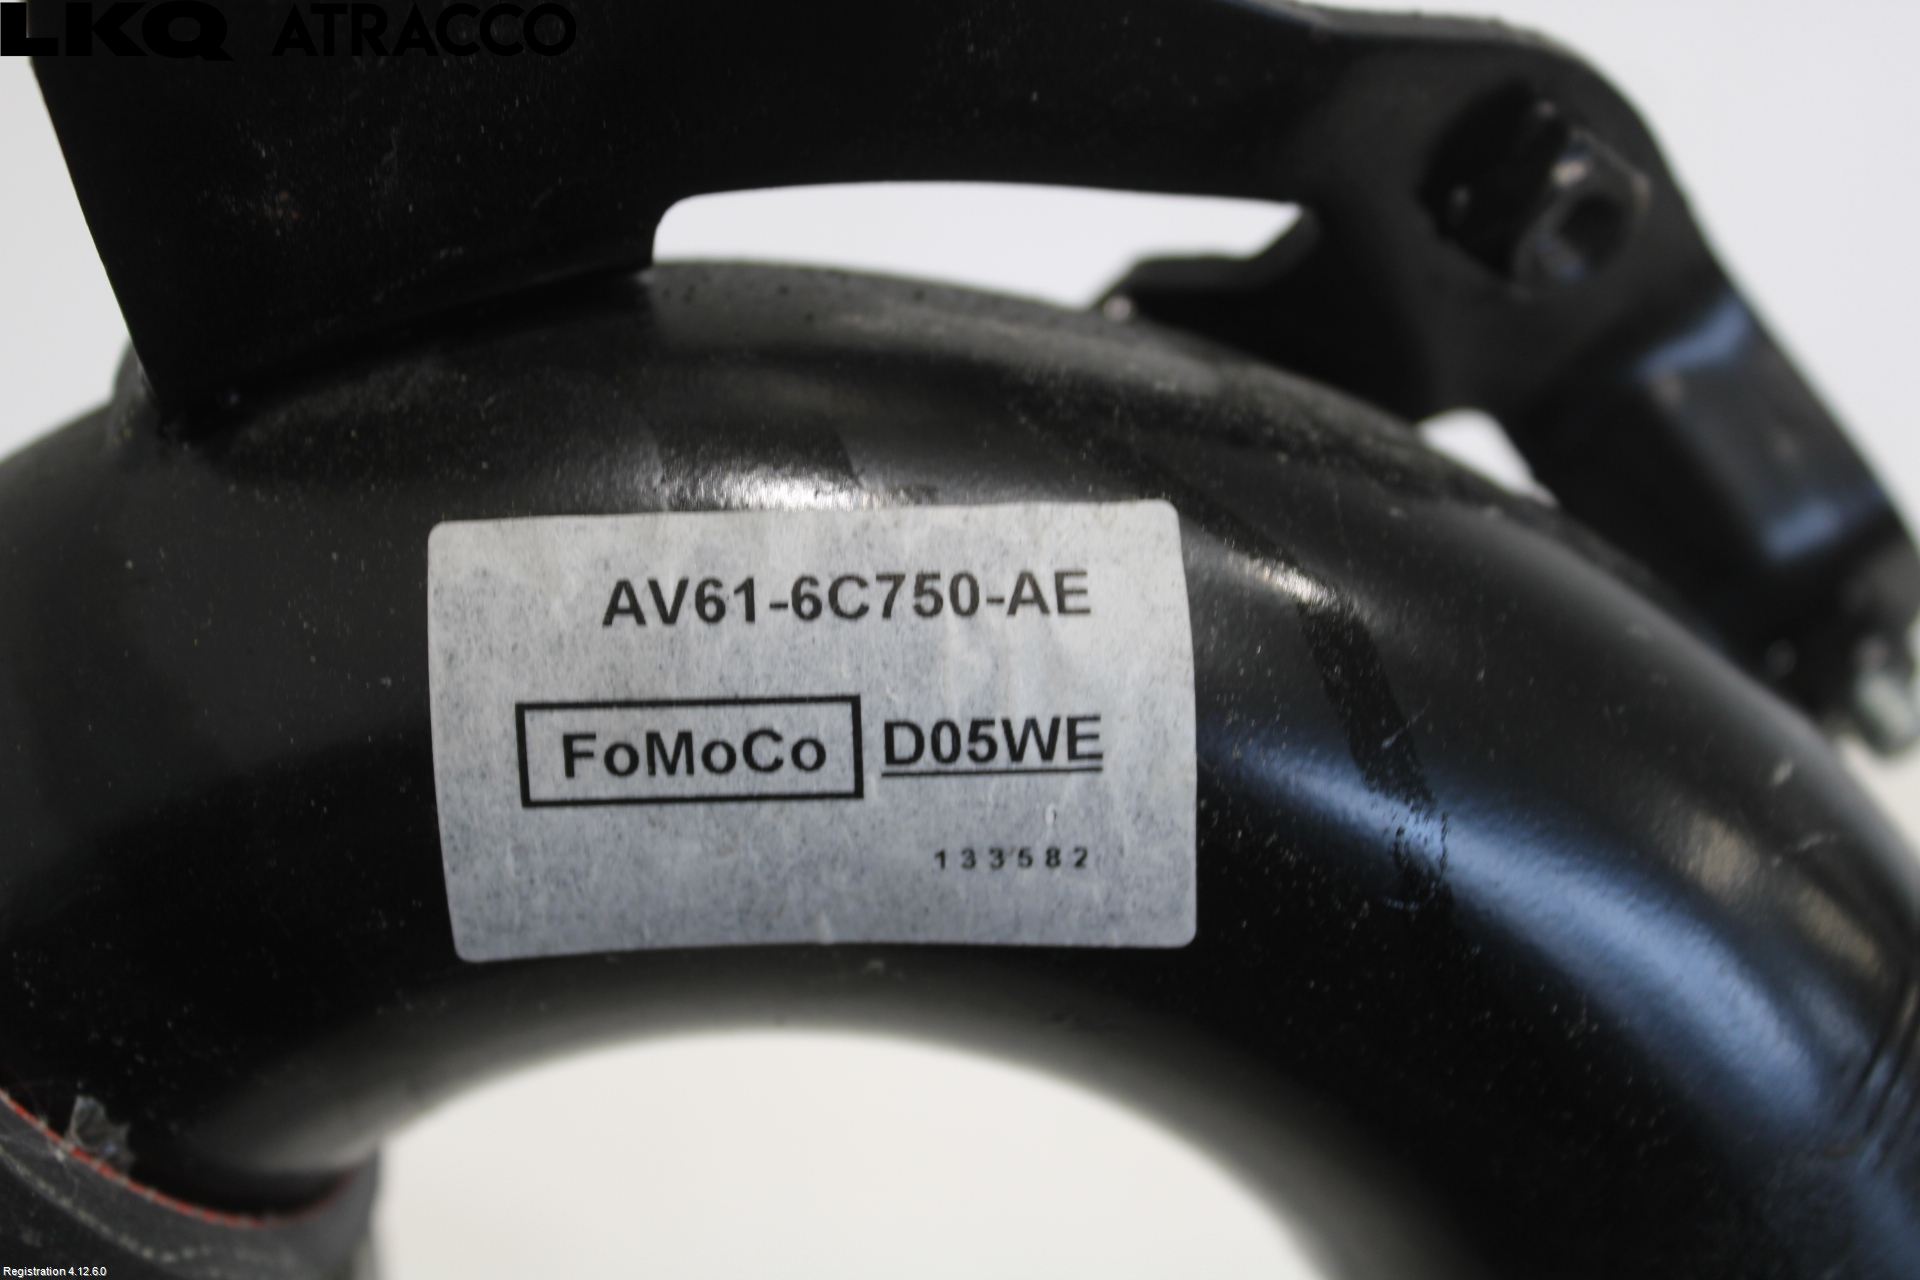 LKQ ATRACCO
AV61-6C750-AE
FoMoCo D05WE
133582
Registration 4.12.6.0